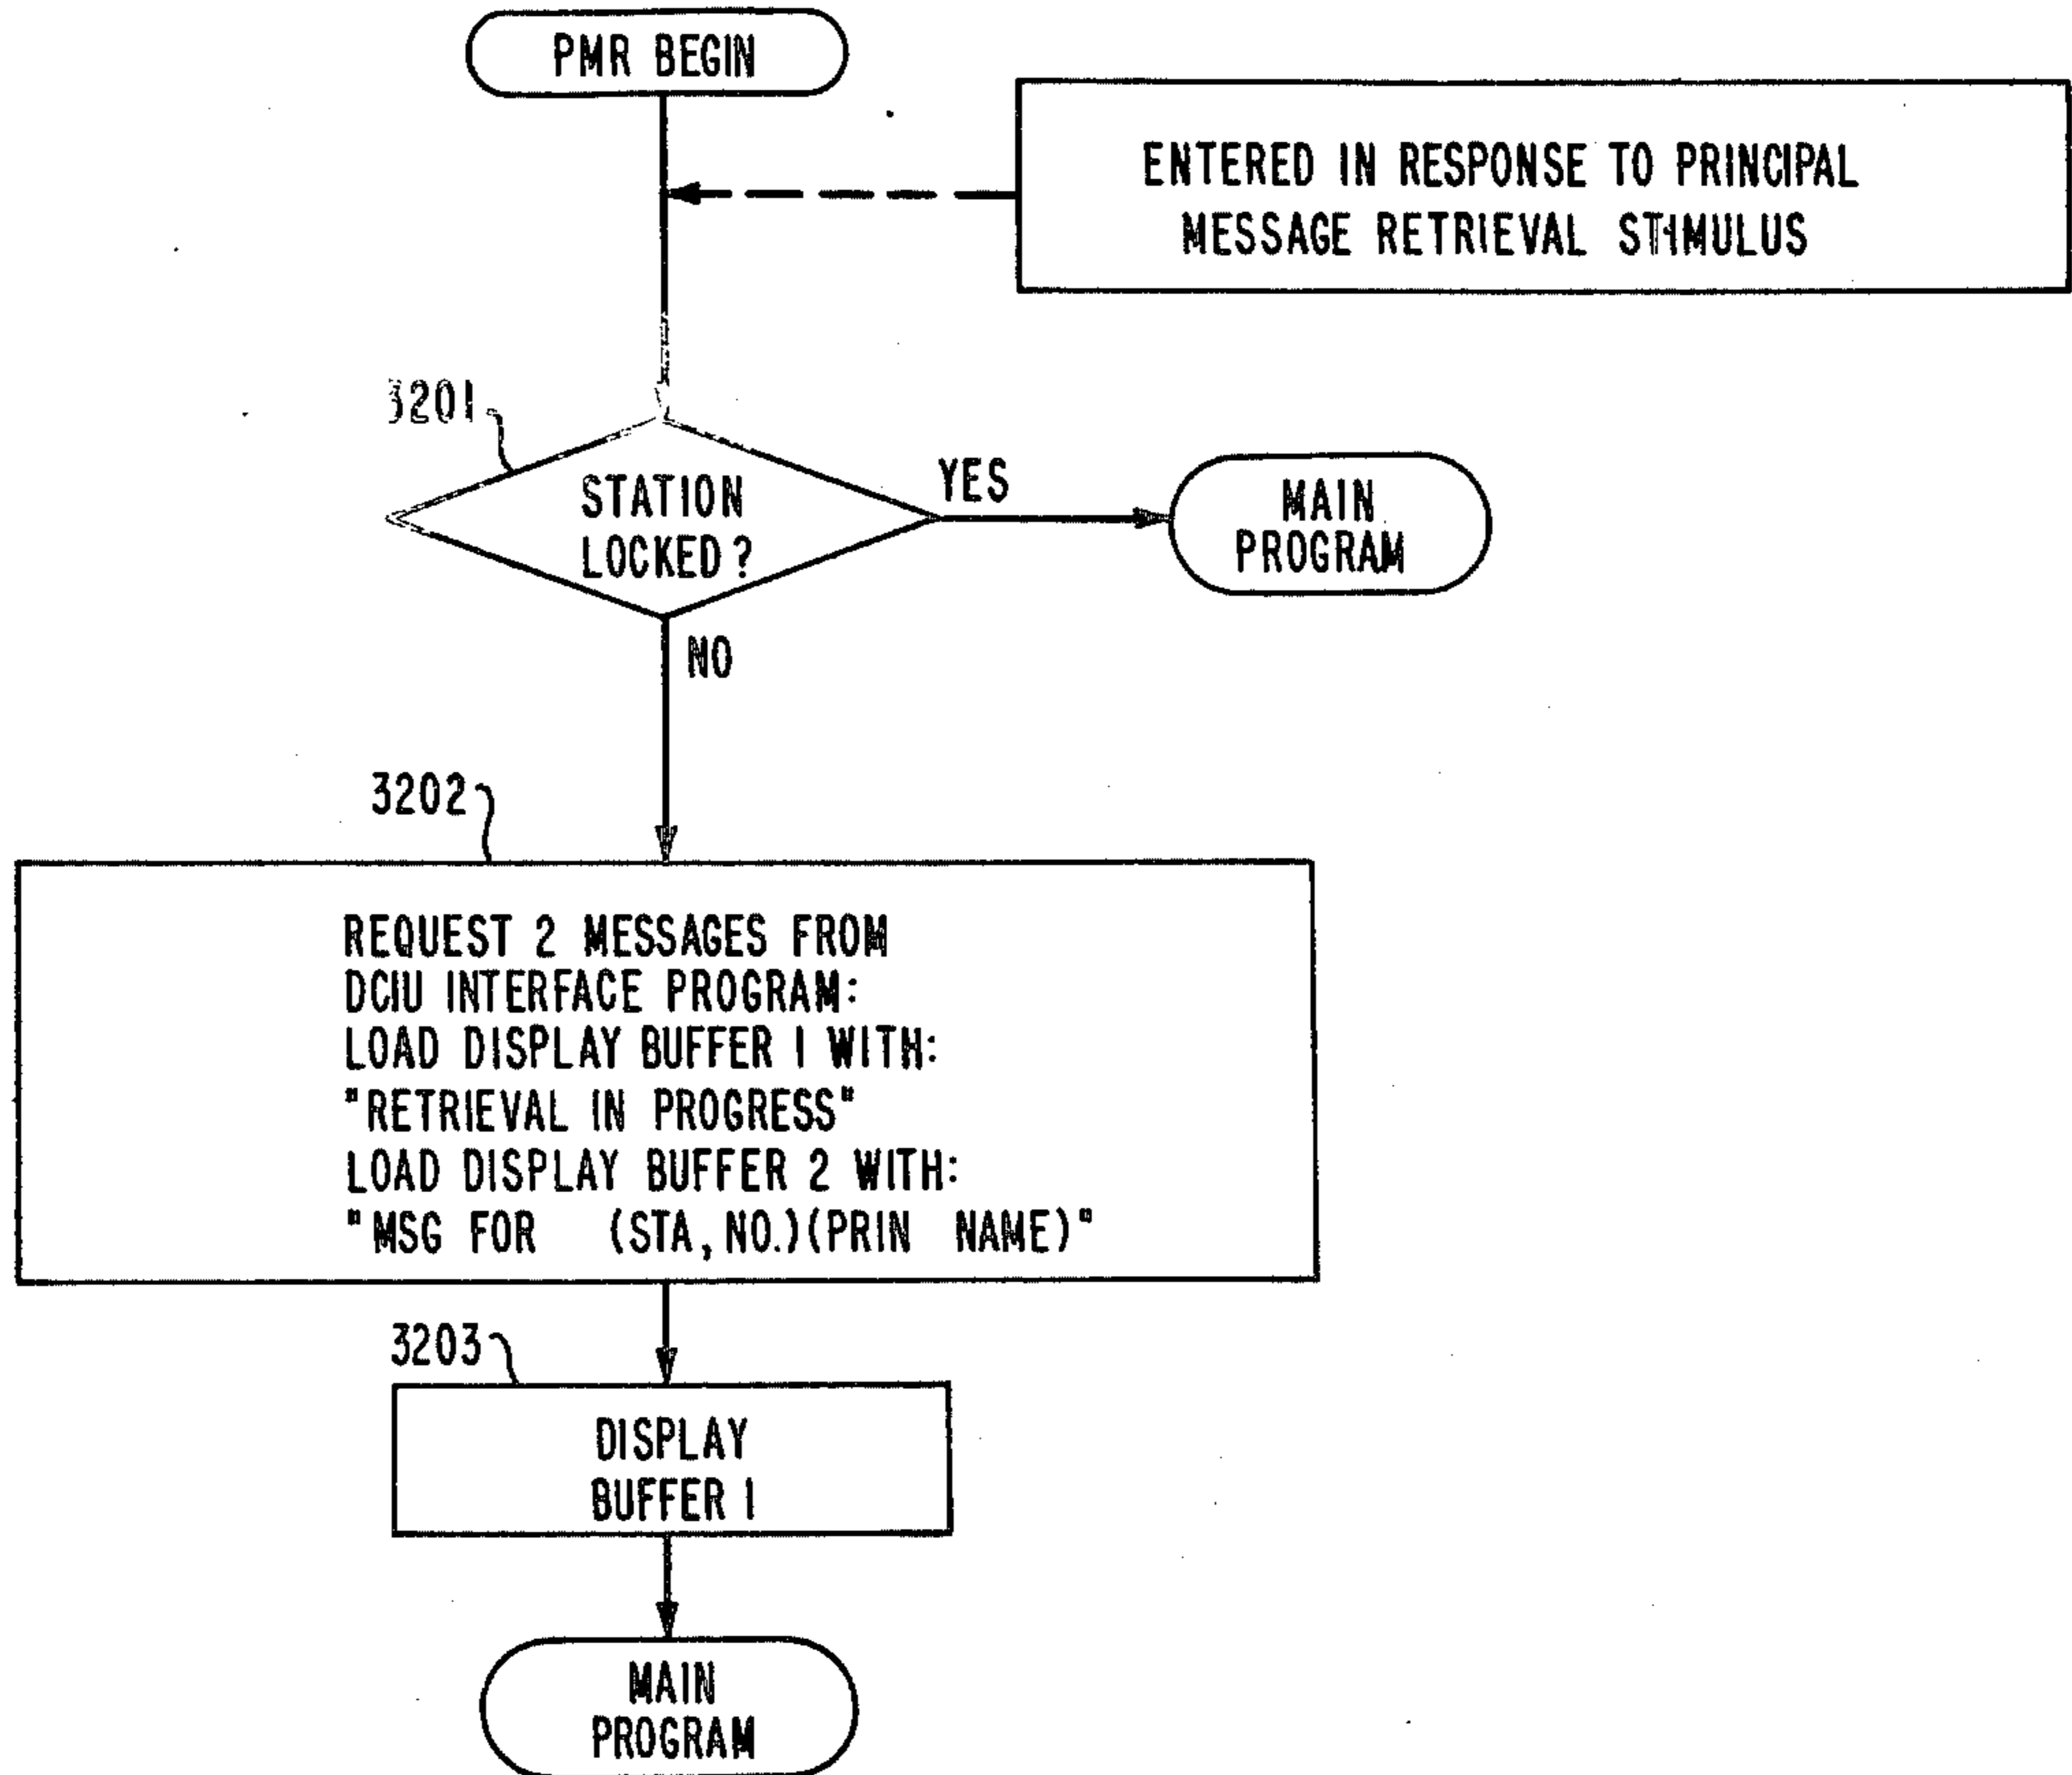 PMR BEGIN
ENTERED IN RESPONSE TO PRINCIPAL
MESSAGE RETRIEVAL STIMULUS
3201
STATION
LOCKED?
YES
MAIN
PROGRAM
NO
3202
REQUEST 2 MESSAGES FROM
DCIU INTERFACE PROGRAM:
LOAD DISPLAY BUFFER 1 WITH:
"RETRIEVAL IN PROGRESS"
LOAD DISPLAY BUFFER 2 WITH:
"MSG FOR (STA, NO.)(PRIN NAME)"
3203
DISPLAY
BUFFER 1
MAIN
PROGRAM